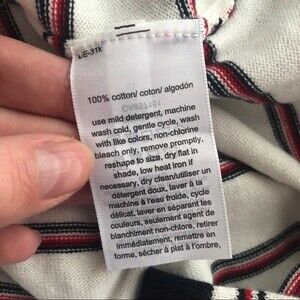 100% cotton/ coton/ algodón
use mild detergent, machine
wash cold, gentle cycle, wash
with like colors, non-chlorine
bleach only, remove promptly,
reshape to size, dry flat in
shade, low heat iron if
necessary, dry clean/utiliser un
détergent doux, laver à la
machine à l'eau froide, cycle
délicat, laver en séparant les
couleurs, seulement agent de
blanchiment non-chlore, retirer
immédiatement, remettre en
forme, sécher à plat à l'ombre,